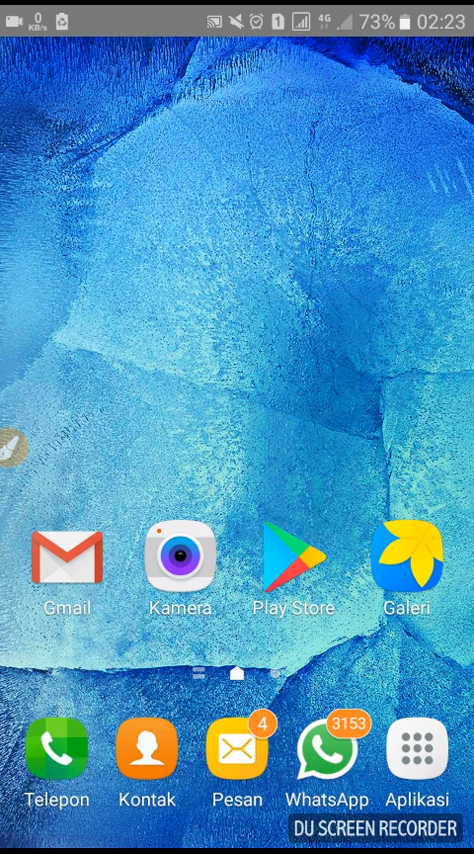 0 KB/s 1 4G 73% 02:23
Gmail Kamera Play Store Galeri
4 3153
Telepon Kontak Pesan WhatsApp Aplikasi
DU SCREEN RECORDER